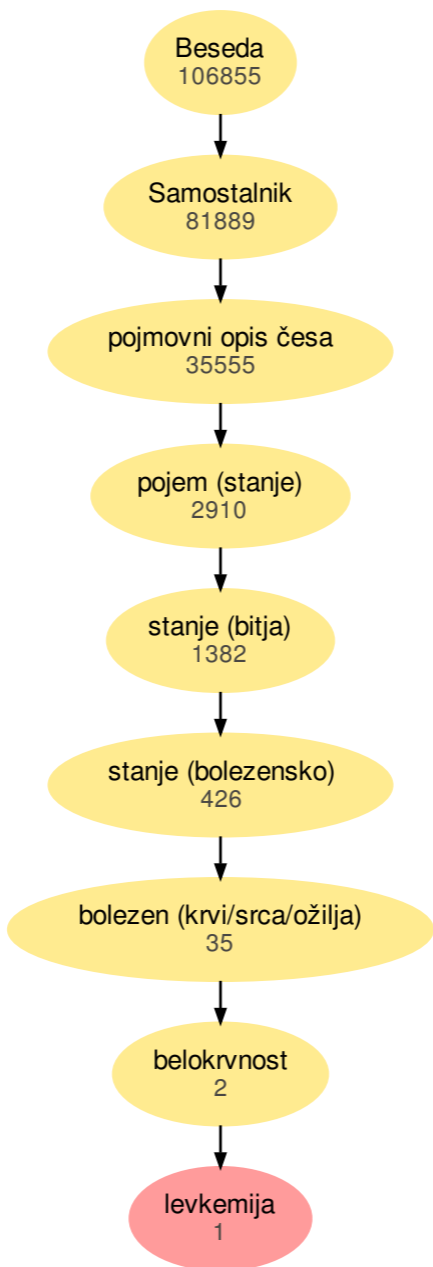 Beseda
106855
Samostalnik
81889
pojmovni opis česa
35555
pojem (stanje)
2910
stanje (bitja)
1382
stanje (bolezensko)
426
bolezen (krvi/srca/ožilja)
35
belokrvnost
2
levkemija
1